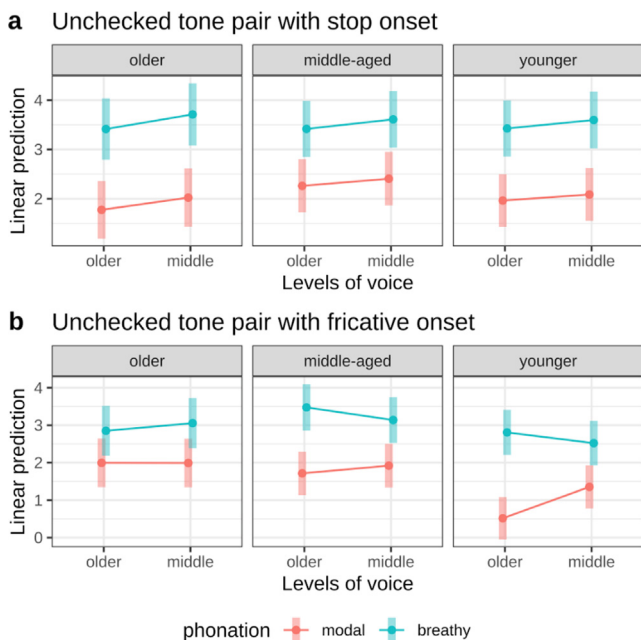 a Unchecked tone pair with stop onset
older middle-aged younger
4
3
2
Linear prediction
older middle older middle older middle
Levels of voice
b Unchecked tone pair with fricative onset
older middle-aged younger
4
3
2
1
0
Linear prediction
older middle older middle older middle
Levels of voice
phonation modal breathy